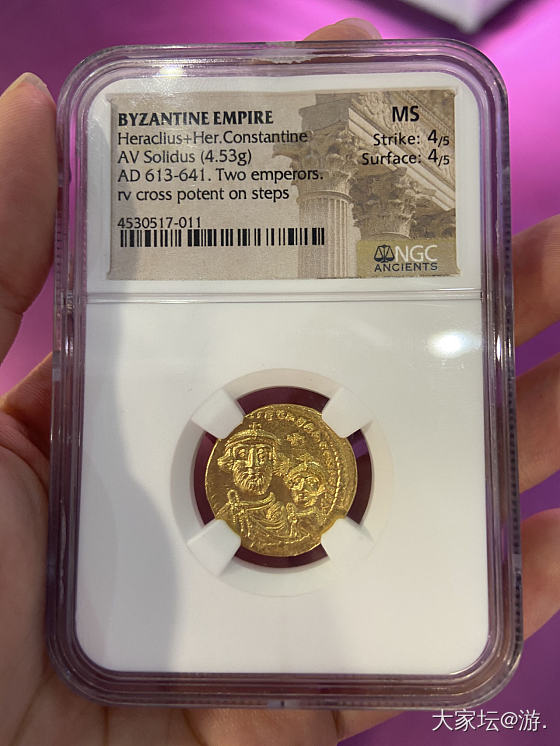 BYZANTINE EMPIRE
MS
Heraclius+Her.Constantine
Strike: 4/5
AV Solidus (4.53g)
Surface: 4/5
AD 613-641. Two emperors.
rv cross potent on steps
4530517-011
NGC
ANCIENTS
大家坛@游.